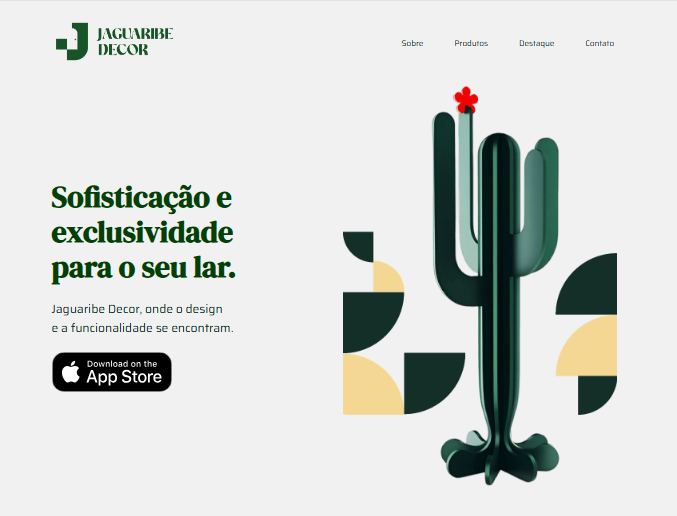 JAGUARIBE
DECOR
Sobre
Produtos
Destaque
Contato
Sofisticação e
exclusividade
para o seu lar.
Jaguaribe Decor, onde o design
e a funcionalidade se encontram.
Download on the
App Store